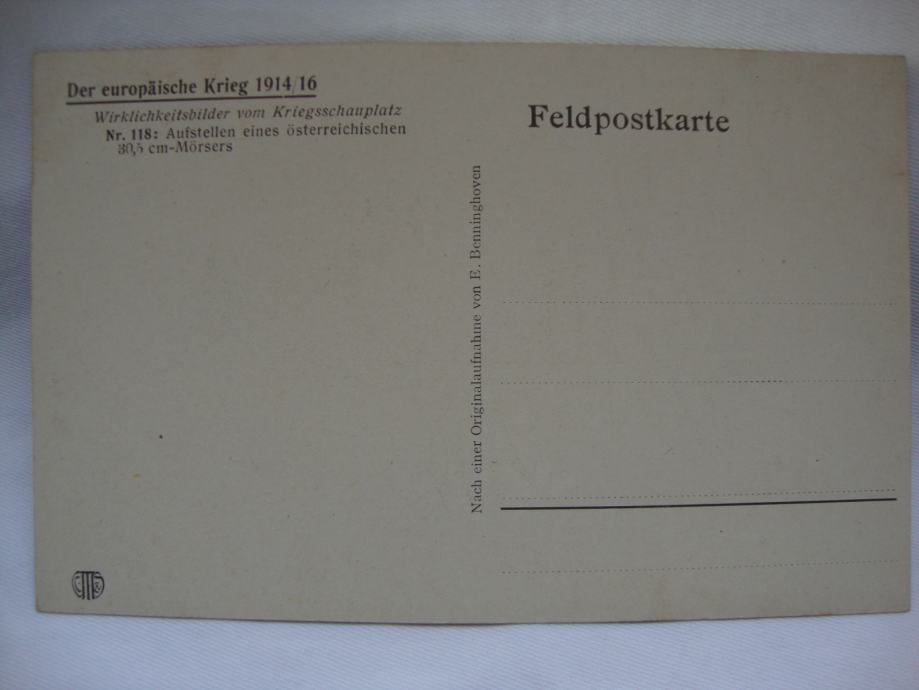 Der europäische Krieg 1914/16
Wirklichkeitsbilder vom Kriegsschauplatz
Nr. 118: Aufstellen eines österreichischen
30,5 cm-Mörsers
Feldpostkarte
Nach einer Originalaufnahme von E. Benninghoven